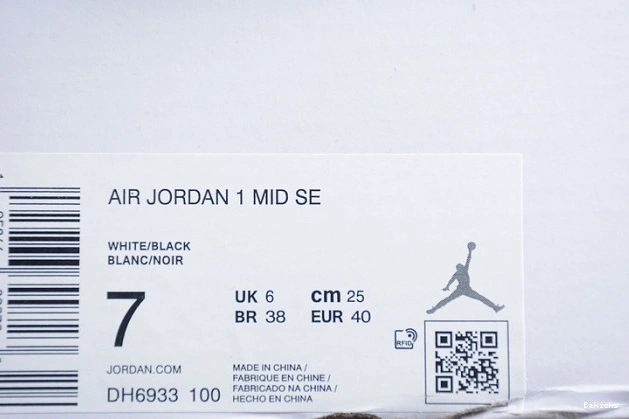 AIR JORDAN 1 MID SE
WHITE/BLACK
BLANC/NOIR
7
UK 6 cm 25
BR 38 EUR 40
RFID
JORDAN.COM
DH6933 100
MADE IN CHINA /
FABRIQUE EN CHINE /
FABRICADO NA CHINA /
HECHO EN CHINA